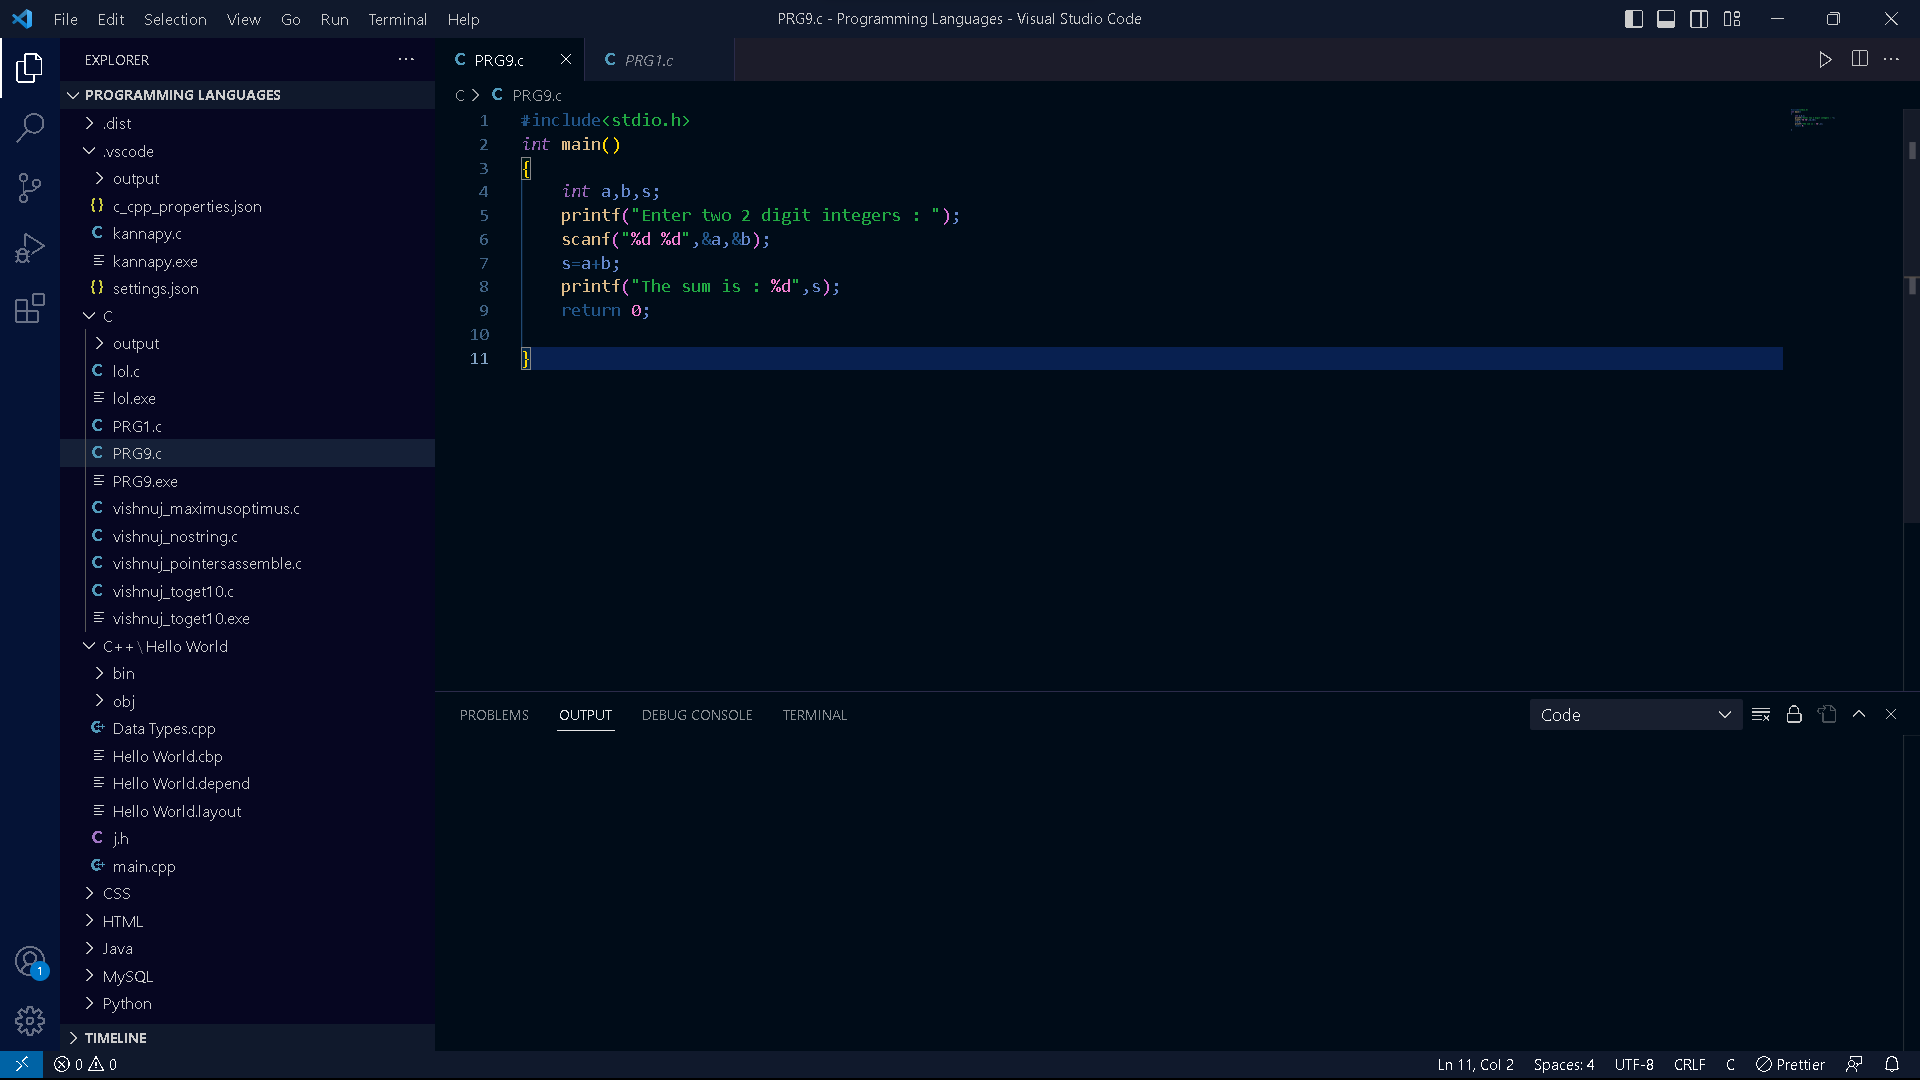 File Edit Selection View Go Run Terminal Help
PRG9.c - Programming Languages - Visual Studio Code
EXPLORER
PROGRAMMING LANGUAGES
.dist
.vscode
output
{} c_cpp_properties.json
C kannapy.c
kannapy.exe
{} settings.json
C
output
C lol.c
lol.exe
C PRG1.c
C PRG9.c
PRG9.exe
C vishnuj_maximusoptimus.c
C vishnuj_nostring.c
C vishnuj_pointersassemble.c
C vishnuj_toget10.c
vishnuj_toget10.exe
C++\Hello World
bin
obj
Data Types.cpp
Hello World.cbp
Hello World.depend
Hello World.layout
C j.h
main.cpp
CSS
HTML
Java
MySQL
Python
TIMELINE
1
C PRG9.c
C PRG1.c
C > C PRG9.c
1 #include<stdio.h>
2 int main()
3 {
4 int a,b,s;
5 printf("Enter two 2 digit integers : ");
6 scanf("%d %d",&a,&b);
7 s=a+b;
8 printf("The sum is : %d",s);
9 return 0;
10
11 }
PROBLEMS OUTPUT DEBUG CONSOLE TERMINAL
Code
0 0
Ln 11, Col 2 Spaces: 4 UTF-8 CRLF C Prettier